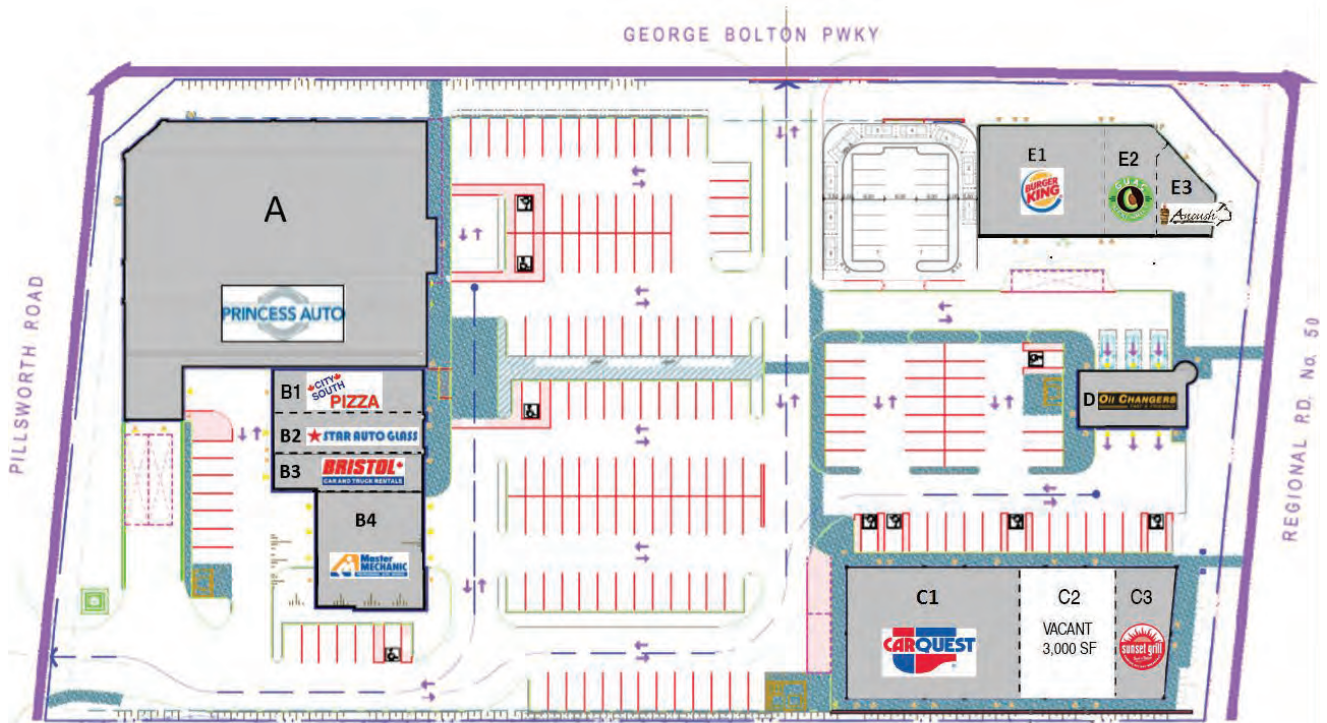 GEORGE BOLTON PWKY
PILLSWORTH ROAD
REGIONAL RD. No. 50
A
PRINCESS AUTO
B1
CITY
SOUTH
PIZZA
B2
STAR AUTO GLASS
B3
BRISTOL
CAR AND TRUCK RENTALS
B4
Master
MECHANIC
E1
BURGER
KING
E2
GUAC
E3
Anoush
D
OIL CHANGERS
C1
CARQUEST
C2
VACANT
3,000 SF
C3
sunset grill